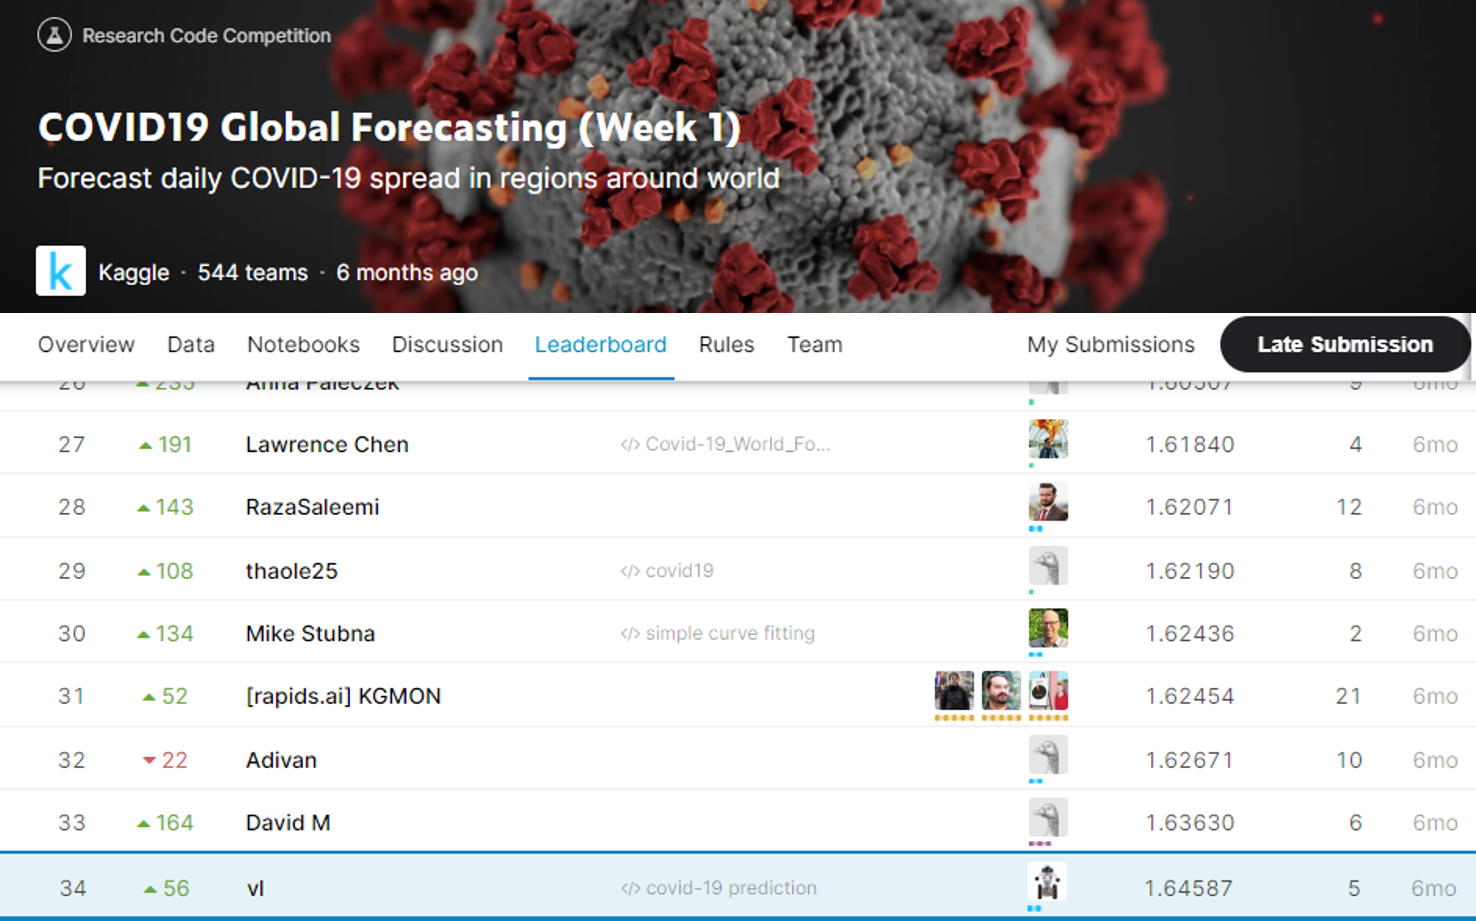 Research Code Competition
COVID19 Global Forecasting (Week 1)
Forecast daily COVID-19 spread in regions around world
k Kaggle · 544 teams · 6 months ago
Overview Data Notebooks Discussion Leaderboard Rules Team My Submissions Late Submission
26 235 Anna Paleczek 1.60507 9 6mo
27 191 Lawrence Chen </> Covid-19_World_Fo... 1.61840 4 6mo
28 143 RazaSaleemi 1.62071 12 6mo
29 108 thaole25 </> covid19 1.62190 8 6mo
30 134 Mike Stubna </> simple curve fitting 1.62436 2 6mo
31 52 [rapids.ai] KGMON 1.62454 21 6mo
32 22 Adivan 1.62671 10 6mo
33 164 David M 1.63630 6 6mo
34 56 vl </> covid-19 prediction 1.64587 5 6mo